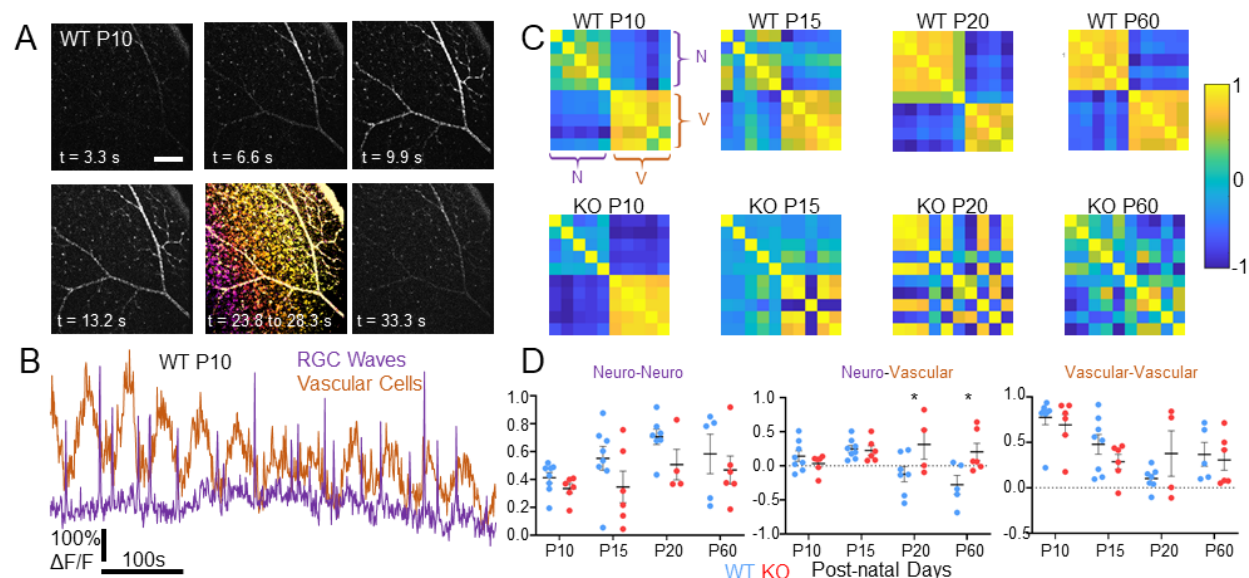 A
WT P10
t = 3.3 s
t = 6.6 s
t = 9.9 s
t = 13.2 s
t = 23.8 to 28.3 s
t = 33.3 s
B
WT P10
RGC Waves
Vascular Cells
100%
ΔF/F
100s
C
WT P10
WT P15
WT P20
WT P60
N
V
N
V
KO P10
KO P15
KO P20
KO P60
1
0
-1
D
Neuro-Neuro
1.0
0.8
0.6
0.4
0.2
0.0
P10
P15
P20
P60
Neuro-Vascular
*
*
1.0
0.5
0.0
-0.5
-1.0
P10
P15
P20
P60
Vascular-Vascular
1.0
0.5
0.0
-0.5
P10
P15
P20
P60
WT KO
Post-natal Days